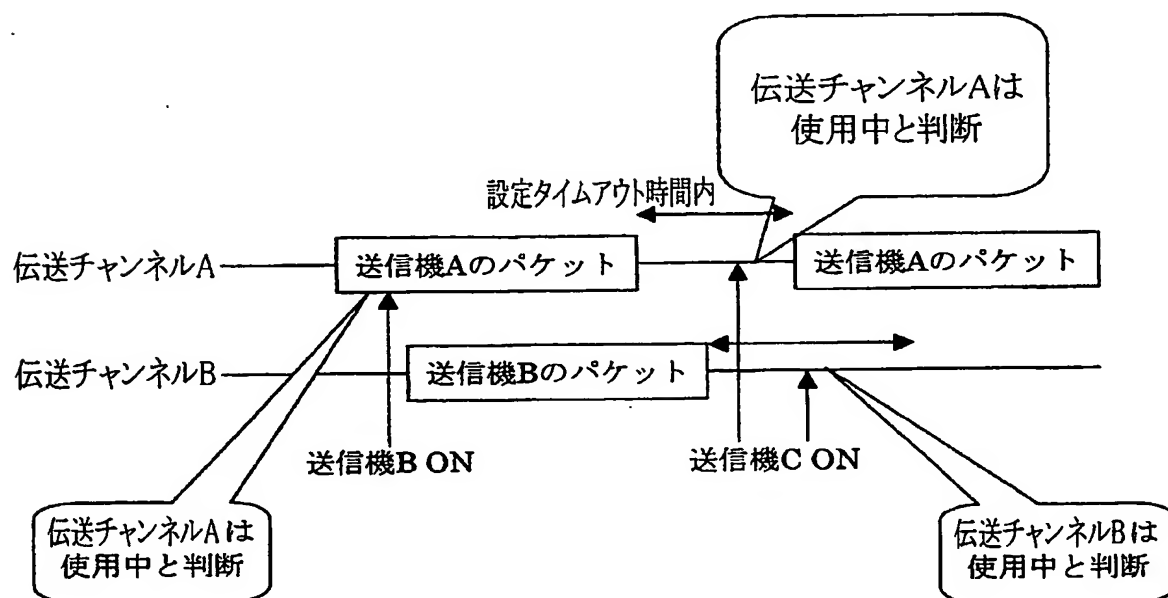 伝送チャンネルAは
使用中と判断
設定タイムアウト時間内
伝送チャンネルA
送信機Aのパケット
送信機Aのパケット
伝送チャンネルB
送信機Bのパケット
送信機B ON
送信機C ON
伝送チャンネルAは
使用中と判断
伝送チャンネルBは
使用中と判断